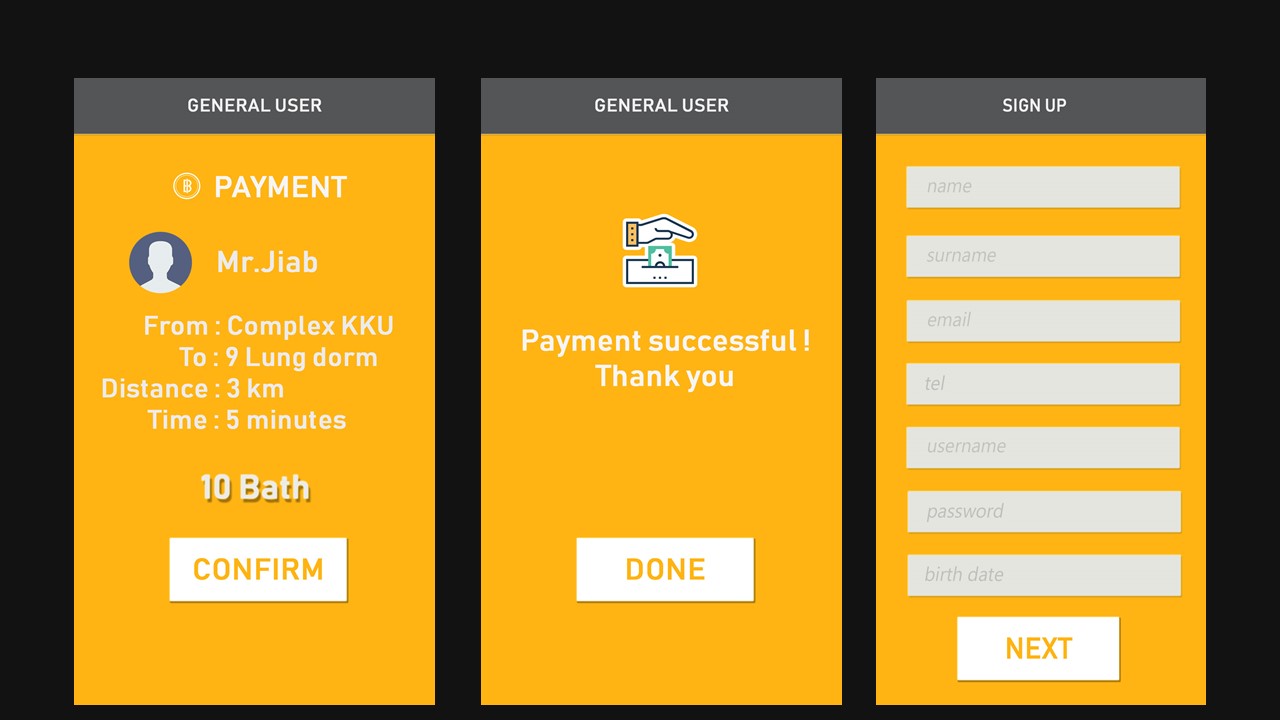 GENERAL USER
PAYMENT
Mr.Jiab
From : Complex KKU
To : 9 Lung dorm
Distance : 3 km
Time : 5 minutes
10 Bath
CONFIRM
GENERAL USER
Payment successful !
Thank you
DONE
SIGN UP
name
surname
email
tel
username
password
birth date
NEXT